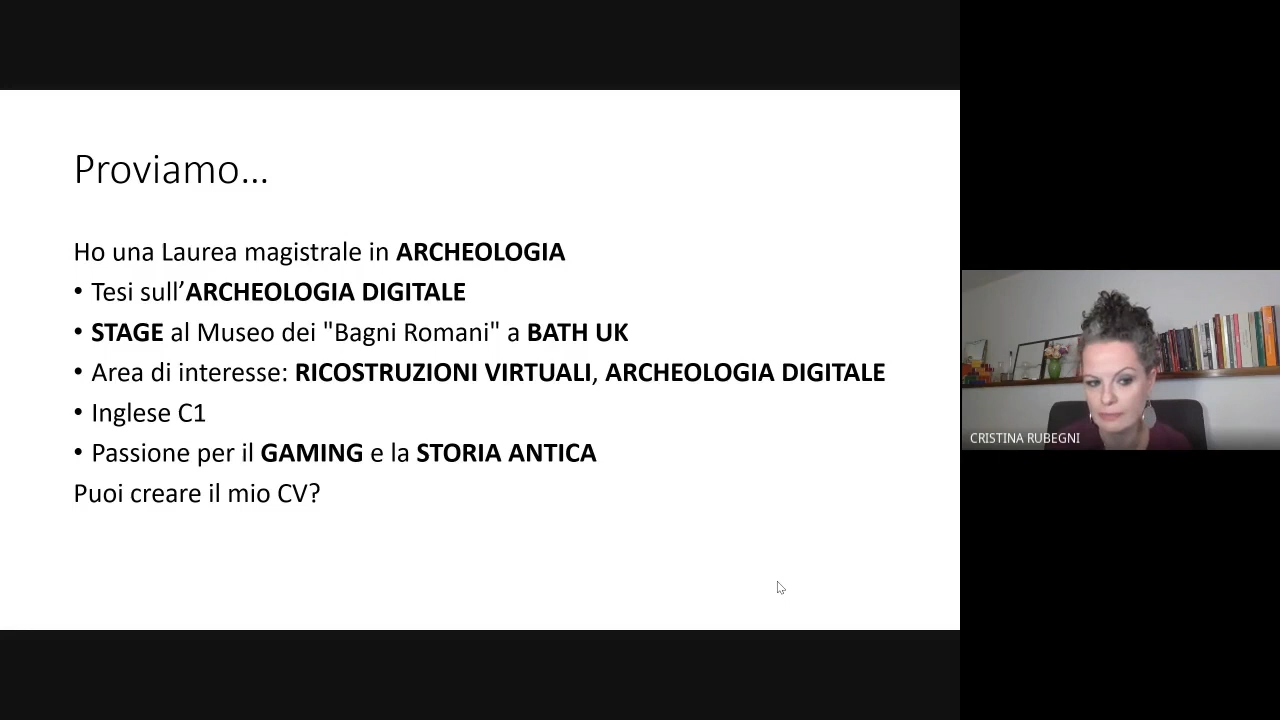 Proviamo…
Ho una Laurea magistrale in ARCHEOLOGIA
• Tesi sull’ARCHEOLOGIA DIGITALE
• STAGE al Museo dei "Bagni Romani" a BATH UK
• Area di interesse: RICOSTRUZIONI VIRTUALI, ARCHEOLOGIA DIGITALE
• Inglese C1
• Passione per il GAMING e la STORIA ANTICA
Puoi creare il mio CV?
CRISTINA RUBEGNI